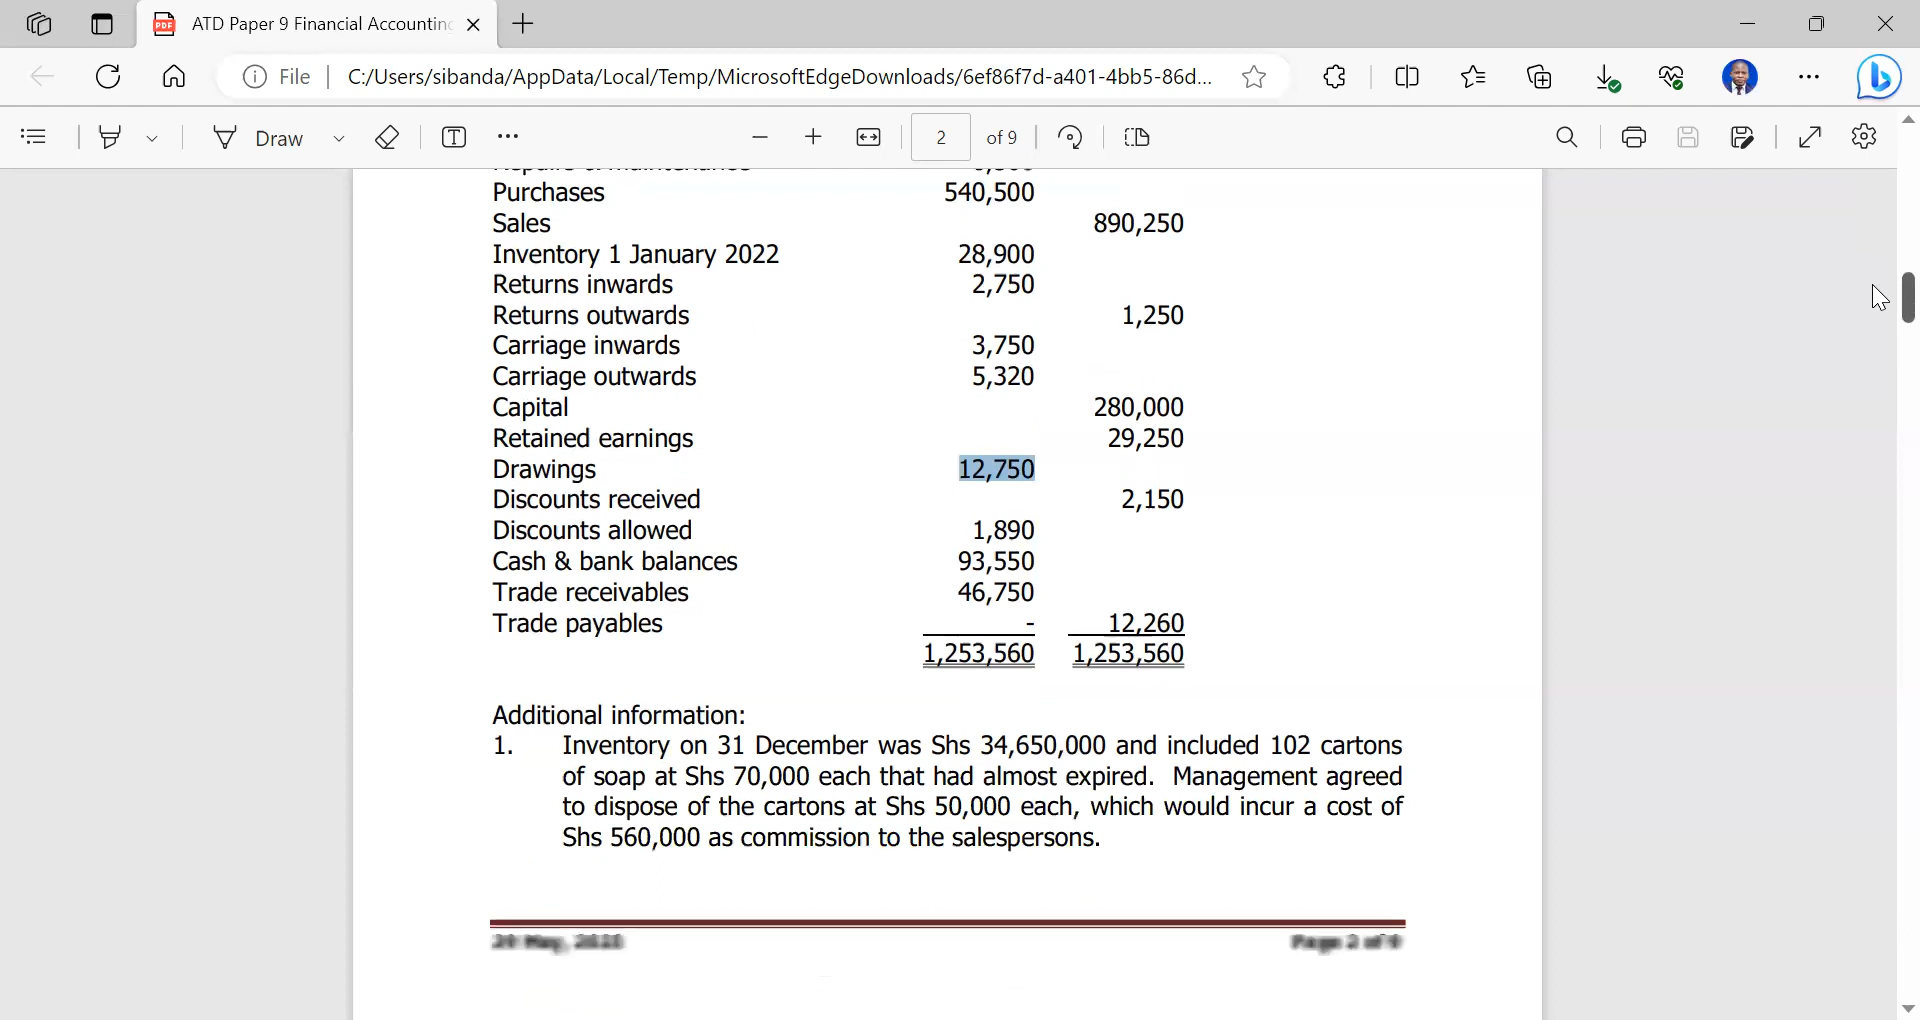 ATD Paper 9 Financial Accounting
File
C:/Users/sibanda/AppData/Local/Temp/MicrosoftEdgeDownloads/6ef86f7d-a401-4bb5-86d...
Draw
2 of 9
Purchases 540,500
Sales 890,250
Inventory 1 January 2022 28,900
Returns inwards 2,750
Returns outwards 1,250
Carriage inwards 3,750
Carriage outwards 5,320
Capital 280,000
Retained earnings 29,250
Drawings 12,750
Discounts received 2,150
Discounts allowed 1,890
Cash & bank balances 93,550
Trade receivables 46,750
Trade payables - 12,260
1,253,560 1,253,560
Additional information:
1. Inventory on 31 December was Shs 34,650,000 and included 102 cartons
of soap at Shs 70,000 each that had almost expired. Management agreed
to dispose of the cartons at Shs 50,000 each, which would incur a cost of
Shs 560,000 as commission to the salespersons.